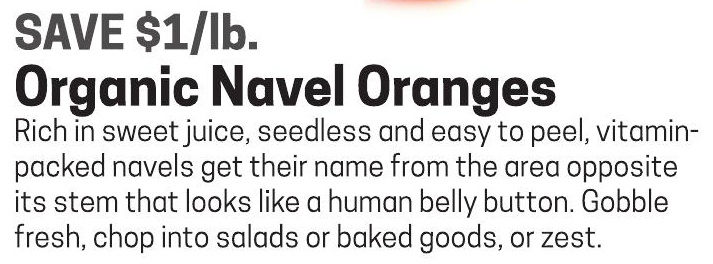 SAVE $1/lb.
Organic Navel Oranges
Rich in sweet juice, seedless and easy to peel, vitamin-
packed navels get their name from the area opposite
its stem that looks like a human belly button. Gobble
fresh, chop into salads or baked goods, or zest.